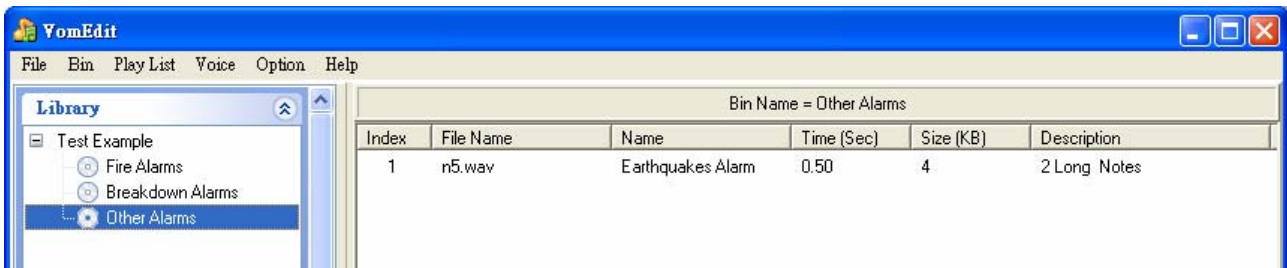 VomEdit
File Bin Play List Voice Option Help
Library
Test Example
Fire Alarms
Breakdown Alarms
Other Alarms
Bin Name = Other Alarms
Index File Name Name Time (Sec) Size (KB) Description
1 n5.wav Earthquakes Alarm 0.50 4 2 Long Notes